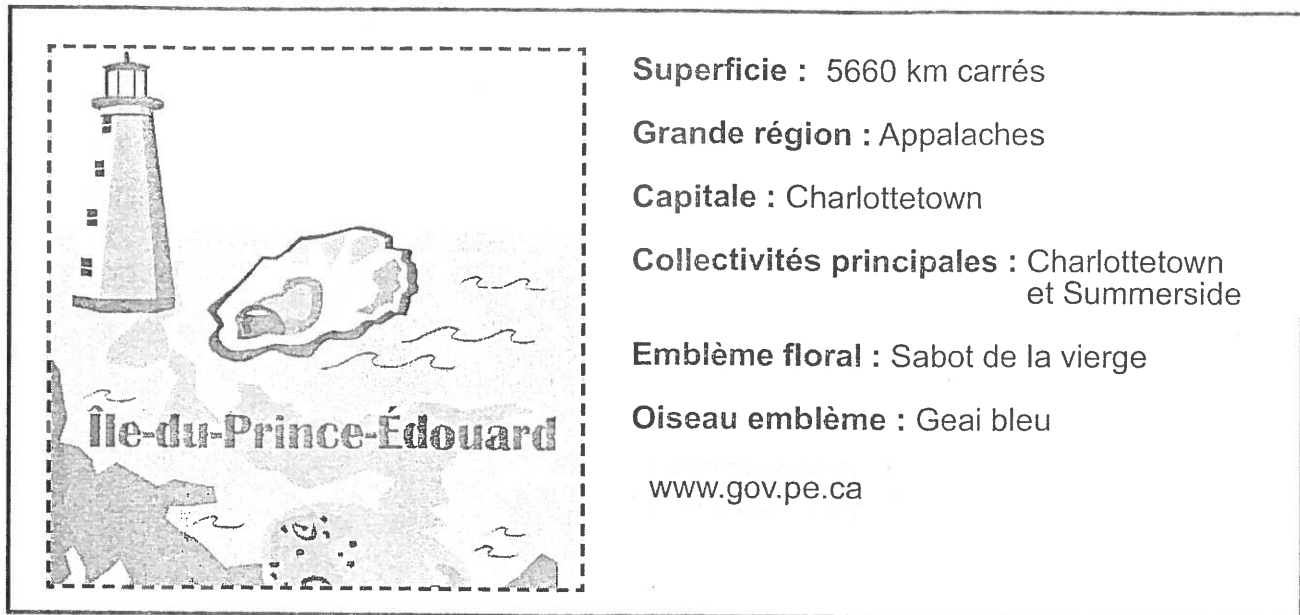 Île-du-Prince-Édouard
Superficie : 5660 km carrés
Grande région : Appalaches
Capitale : Charlottetown
Collectivités principales : Charlottetown
et Summerside
Emblème floral : Sabot de la vierge
Oiseau emblème : Geai bleu
www.gov.pe.ca